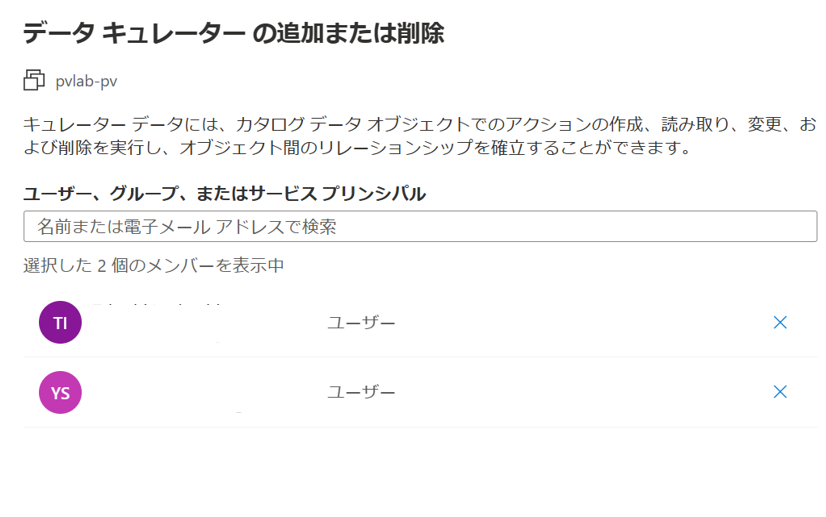 データ キュレーター の追加または削除
pvlab-pv
キュレーター データには、カタログ データ オブジェクトでのアクションの作成、読み取り、変更、お
よび削除を実行し、オブジェクト間のリレーションシップを確立することができます。
ユーザー、グループ、またはサービス プリンシパル
名前または電子メール アドレスで検索
選択した 2 個のメンバーを表示中
TI ユーザー
YS ユーザー